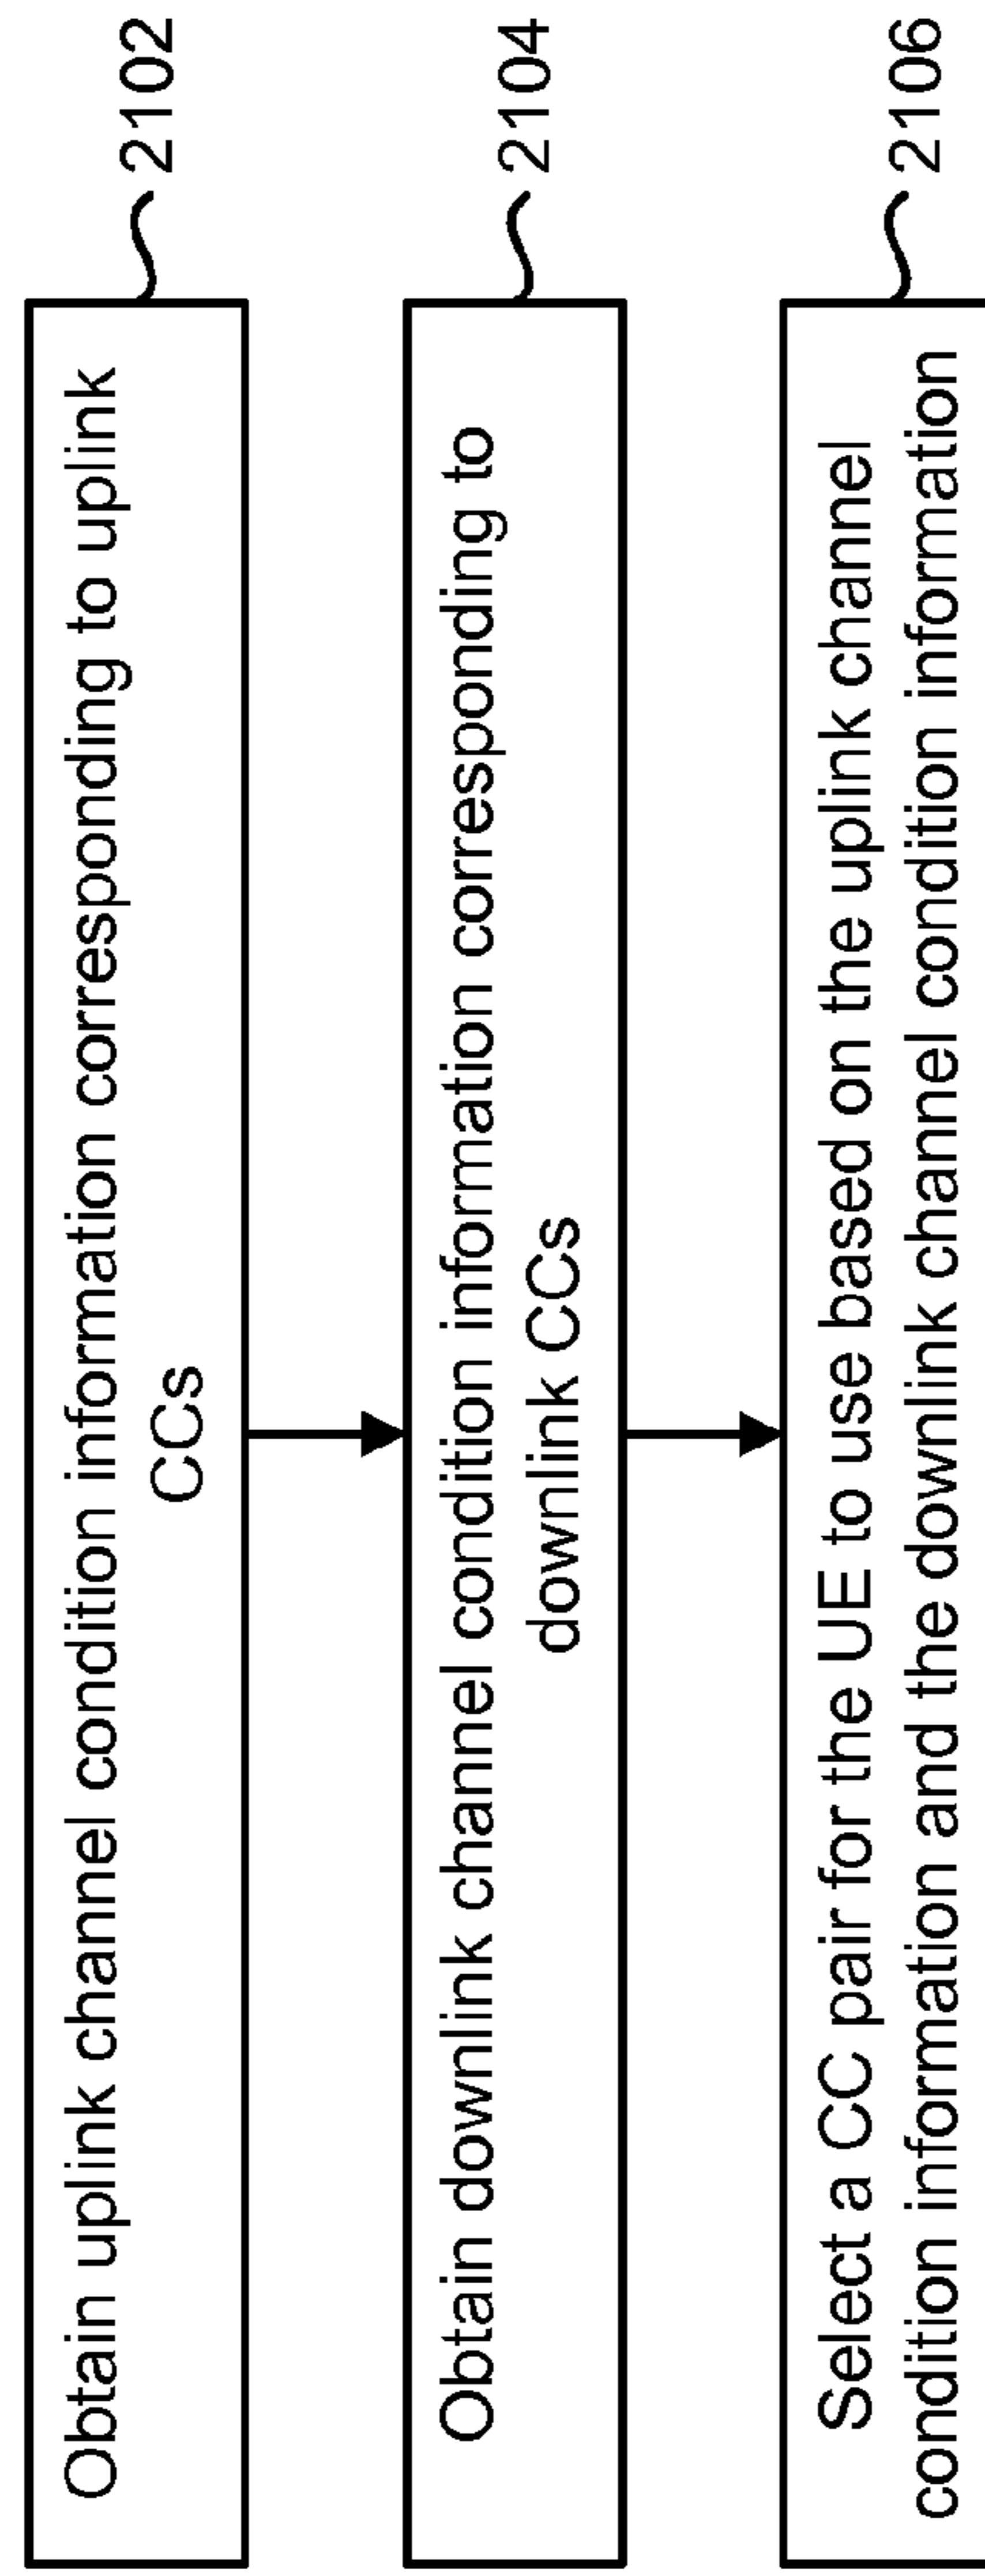 Obtain uplink channel condition information corresponding to uplink
CCs
2102
Obtain downlink channel condition information corresponding to
downlink CCs
2104
Select a CC pair for the UE to use based on the uplink channel
condition information and the downlink channel condition information
2106